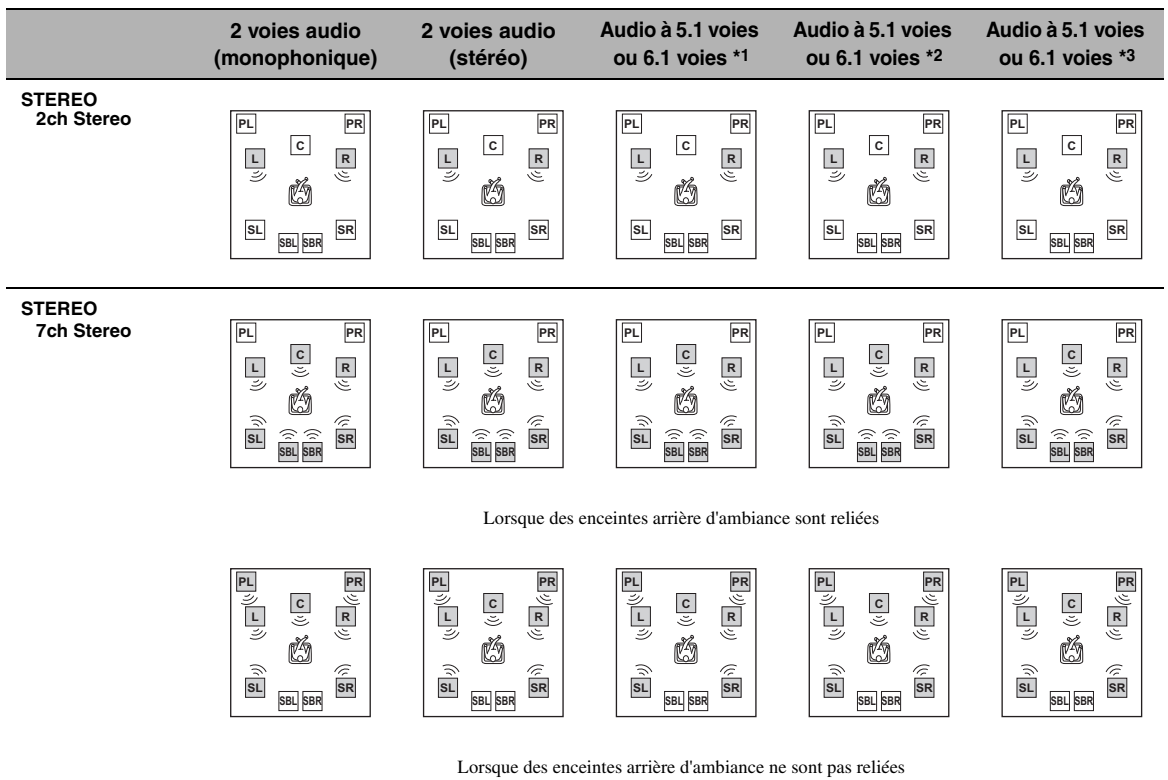 2 voies audio (monophonique)
2 voies audio (stéréo)
Audio à 5.1 voies ou 6.1 voies *1
Audio à 5.1 voies ou 6.1 voies *2
Audio à 5.1 voies ou 6.1 voies *3
STEREO
2ch Stereo
PL PR PL PR PL PR PL PR PL PR
C C C C C
L R L R L R L R L R
SL SR SL SR SL SR SL SR SL SR
SBL SBR SBL SBR SBL SBR SBL SBR SBL SBR
STEREO
7ch Stereo
PL PR PL PR PL PR PL PR PL PR
C C C C C
L R L R L R L R L R
SL SR SL SR SL SR SL SR SL SR
SBL SBR SBL SBR SBL SBR SBL SBR SBL SBR
Lorsque des enceintes arrière d'ambiance sont reliées
PL PR PL PR PL PR PL PR PL PR
C C C C C
L R L R L R L R L R
SL SR SL SR SL SR SL SR SL SR
SBL SBR SBL SBR SBL SBR SBL SBR SBL SBR
Lorsque des enceintes arrière d'ambiance ne sont pas reliées